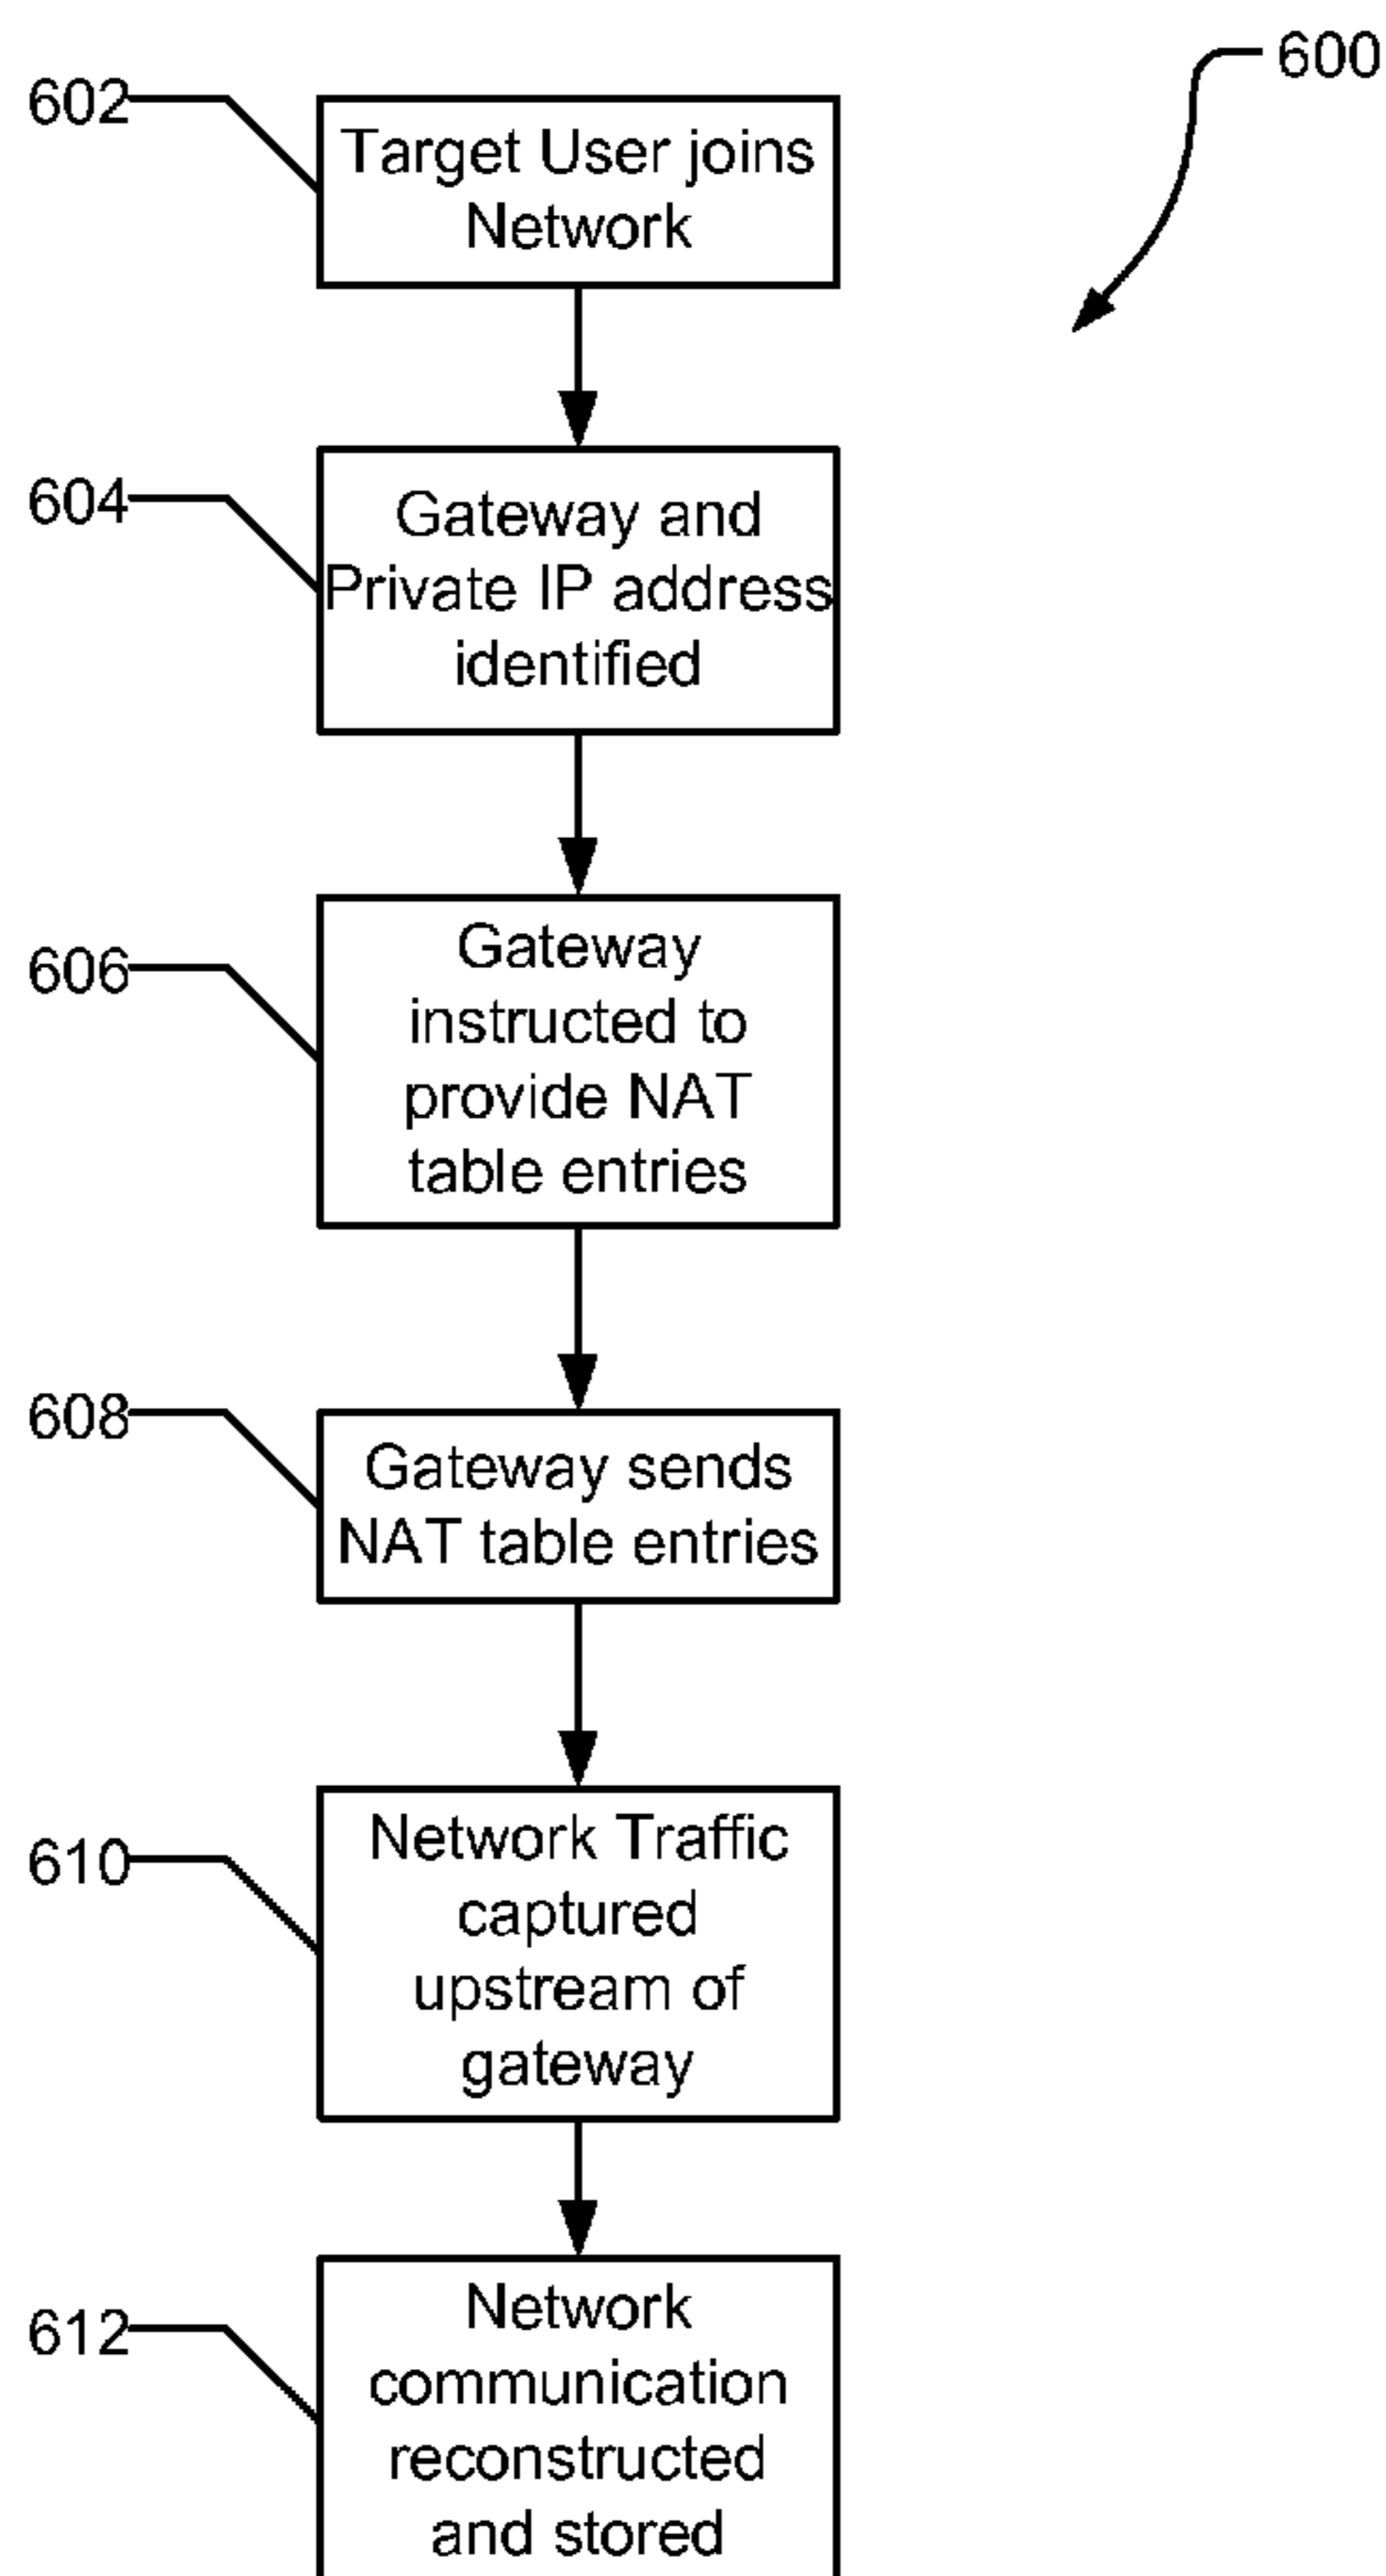 600
602
Target User joins
Network
604
Gateway and
Private IP address
identified
606
Gateway
instructed to
provide NAT
table entries
608
Gateway sends
NAT table entries
610
Network Traffic
captured
upstream of
gateway
612
Network
communication
reconstructed
and stored